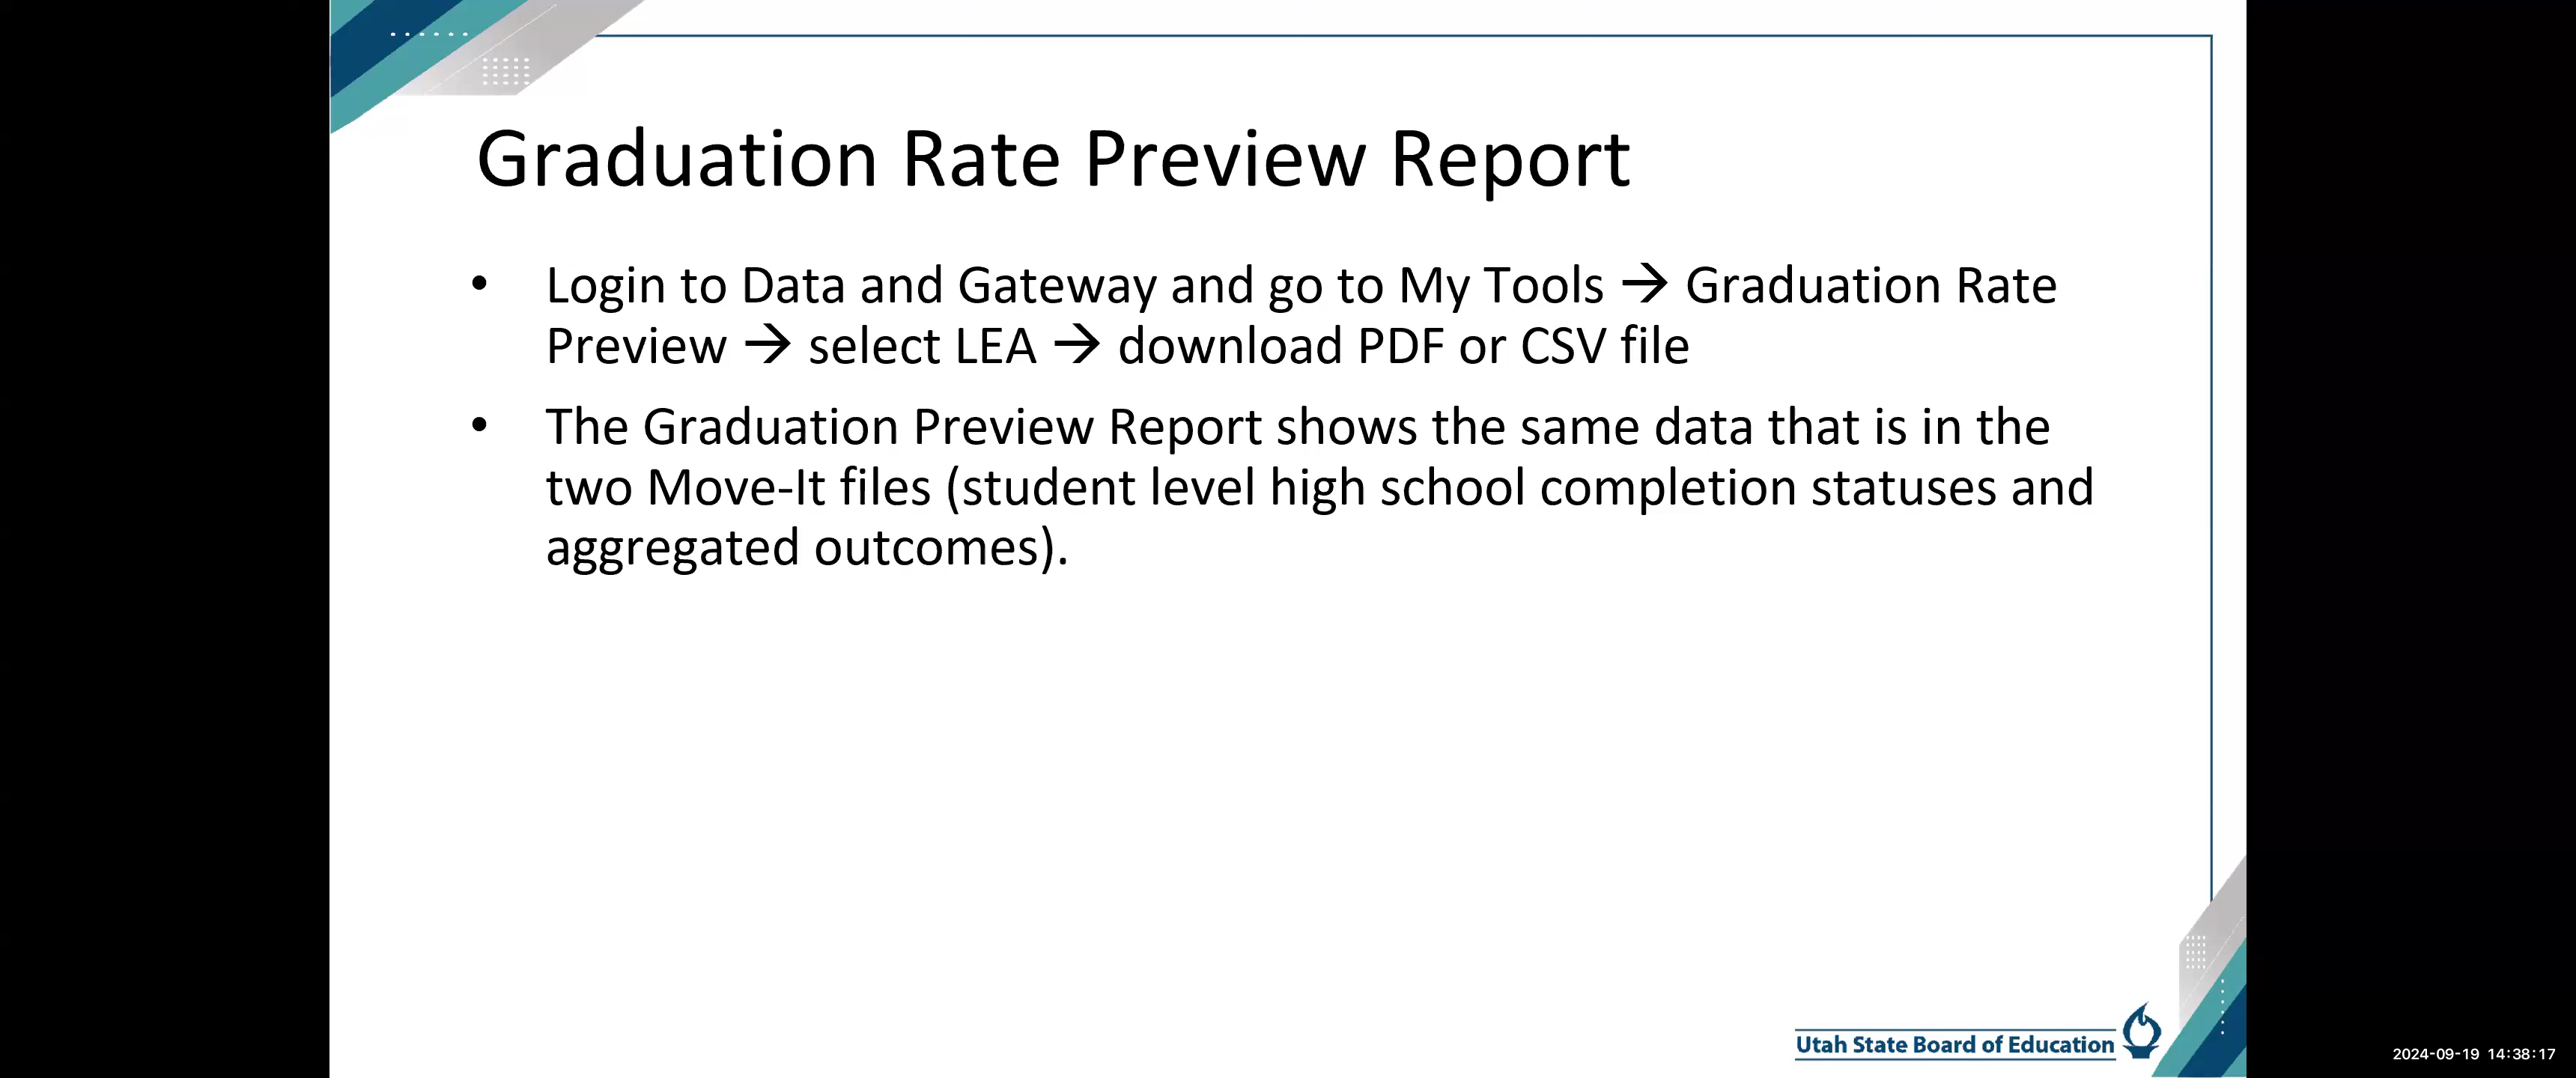 Graduation Rate Preview Report
• Login to Data and Gateway and go to My Tools → Graduation Rate
Preview → select LEA → download PDF or CSV file
• The Graduation Preview Report shows the same data that is in the
two Move-It files (student level high school completion statuses and
aggregated outcomes).
Utah State Board of Education
2024-09-19 14:38:17